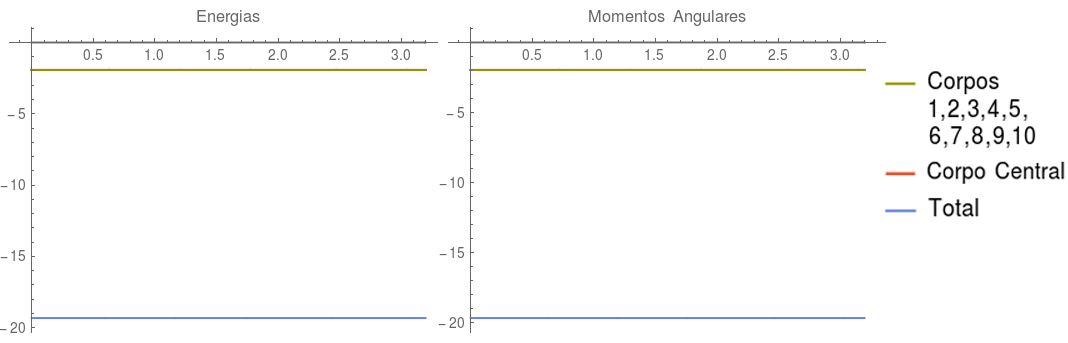 Energias
0.5 1.0 1.5 2.0 2.5 3.0
−5
−10
−15
−20
Momentos Angulares
0.5 1.0 1.5 2.0 2.5 3.0
−5
−10
−15
−20
Corpos
1,2,3,4,5,
6,7,8,9,10
Corpo Central
Total